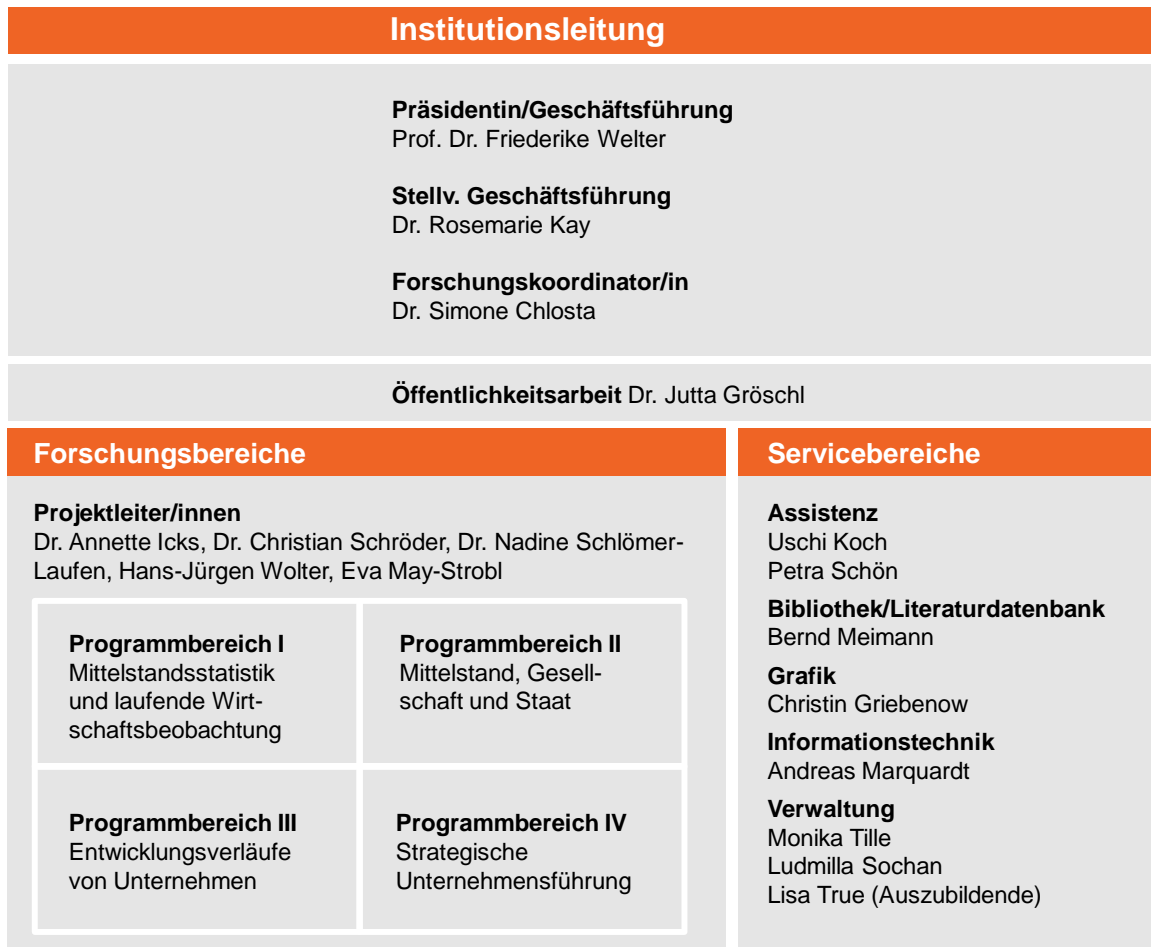 Institutionsleitung
Präsidentin/Geschäftsführung
Prof. Dr. Friederike Welter
Stellv. Geschäftsführung
Dr. Rosemarie Kay
Forschungskoordinator/in
Dr. Simone Chlosta
Öffentlichkeitsarbeit Dr. Jutta Gröschl
Forschungsbereiche
Projektleiter/innen
Dr. Annette Icks, Dr. Christian Schröder, Dr. Nadine Schlömer-
Laufen, Hans-Jürgen Wolter, Eva May-Strobl
Programmbereich I
Mittelstandsstatistik
und laufende Wirt-
schaftsbeobachtung
Programmbereich II
Mittelstand, Gesell-
schaft und Staat
Programmbereich III
Entwicklungsverläufe
von Unternehmen
Programmbereich IV
Strategische
Unternehmensführung
Servicebereiche
Assistenz
Uschi Koch
Petra Schön
Bibliothek/Literaturdatenbank
Bernd Meimann
Grafik
Christin Griebenow
Informationstechnik
Andreas Marquardt
Verwaltung
Monika Tille
Ludmilla Sochan
Lisa True (Auszubildende)